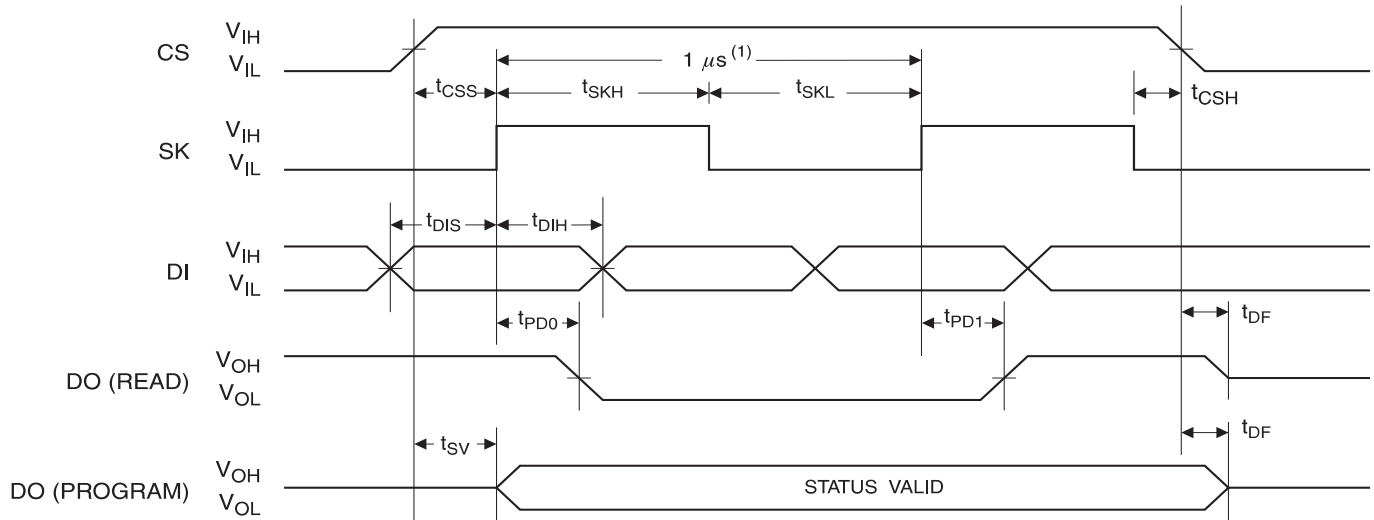 CS
V_IH
V_IL
1 μs (1)
t_CSS
t_SKH
t_SKL
t_CSH
SK
V_IH
V_IL
t_DIS
t_DIH
DI
V_IH
V_IL
t_PD0
t_PD1
t_DF
DO (READ)
V_OH
V_OL
t_SV
t_DF
DO (PROGRAM)
V_OH
V_OL
STATUS VALID